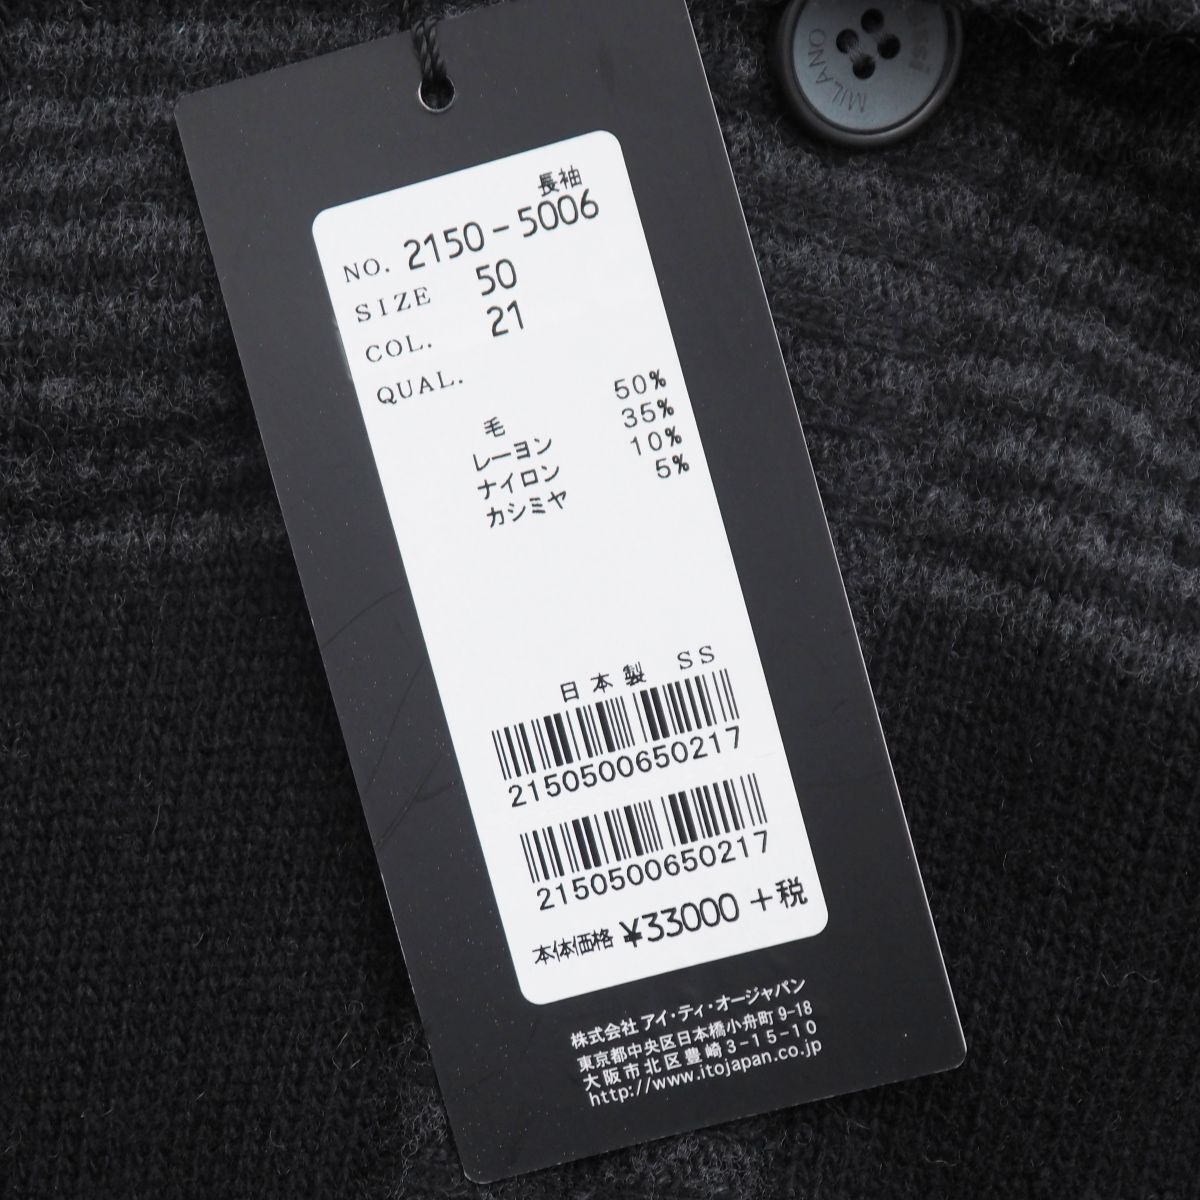 MILANO
長袖
NO. 2150-5006
SIZE 50
COL. 21
QUAL.
毛 50%
レーヨン 35%
ナイロン 10%
カシミヤ 5%
日本製 SS
2150500650217
2150500650217
本体価格 ¥33000 +税
株式会社 アイ・ティ・オージャパン
東京都中央区日本橋小舟町 9-18
大阪市北区豊崎 3-15-10
http://www.itojapan.co.jp